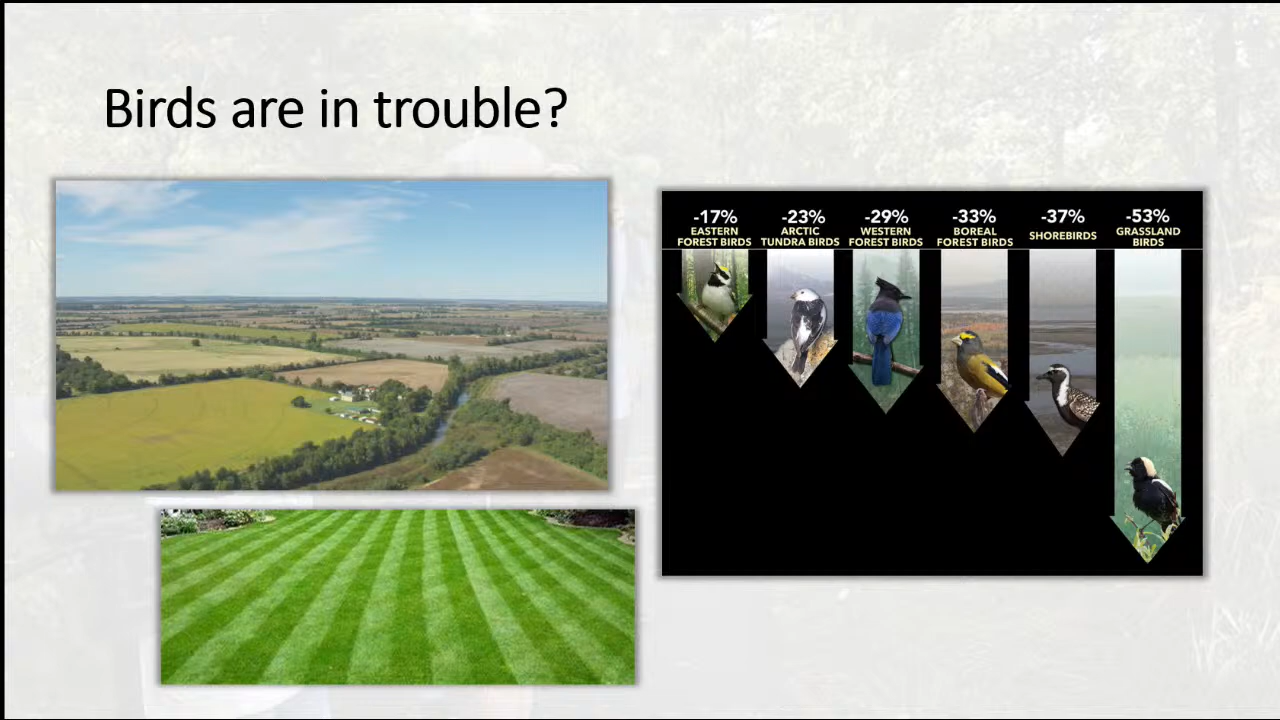 Birds are in trouble?
-17%
EASTERN
FOREST BIRDS
-23%
ARCTIC
TUNDRA BIRDS
-29%
WESTERN
FOREST BIRDS
-33%
BOREAL
FOREST BIRDS
-37%
SHOREBIRDS
-53%
GRASSLAND
BIRDS